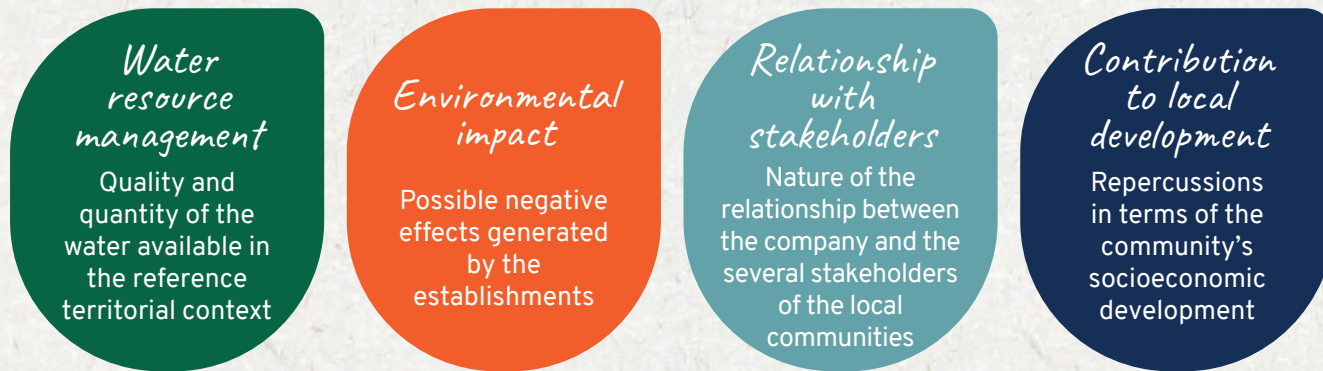 Water
resource
management
Quality and
quantity of the
water available in
the reference
territorial context
Environmental
impact
Possible negative
effects generated
by the
establishments
Relationship
with
stakeholders
Nature of the
relationship between
the company and the
several stakeholders
of the local
communities
Contribution
to local
development
Repercussions
in terms of the
community’s
socioeconomic
development